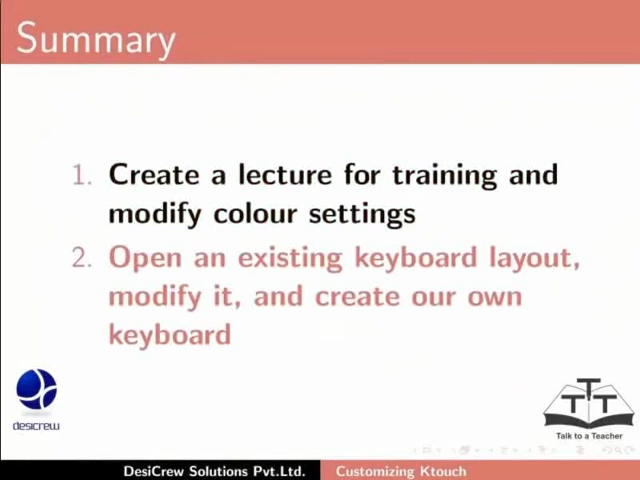 Summary
1. Create a lecture for training and
modify colour settings
2. Open an existing keyboard layout,
modify it, and create our own
keyboard
desicrew
T T T
Talk to a Teacher
DesiCrew Solutions Pvt.Ltd. Customizing Ktouch